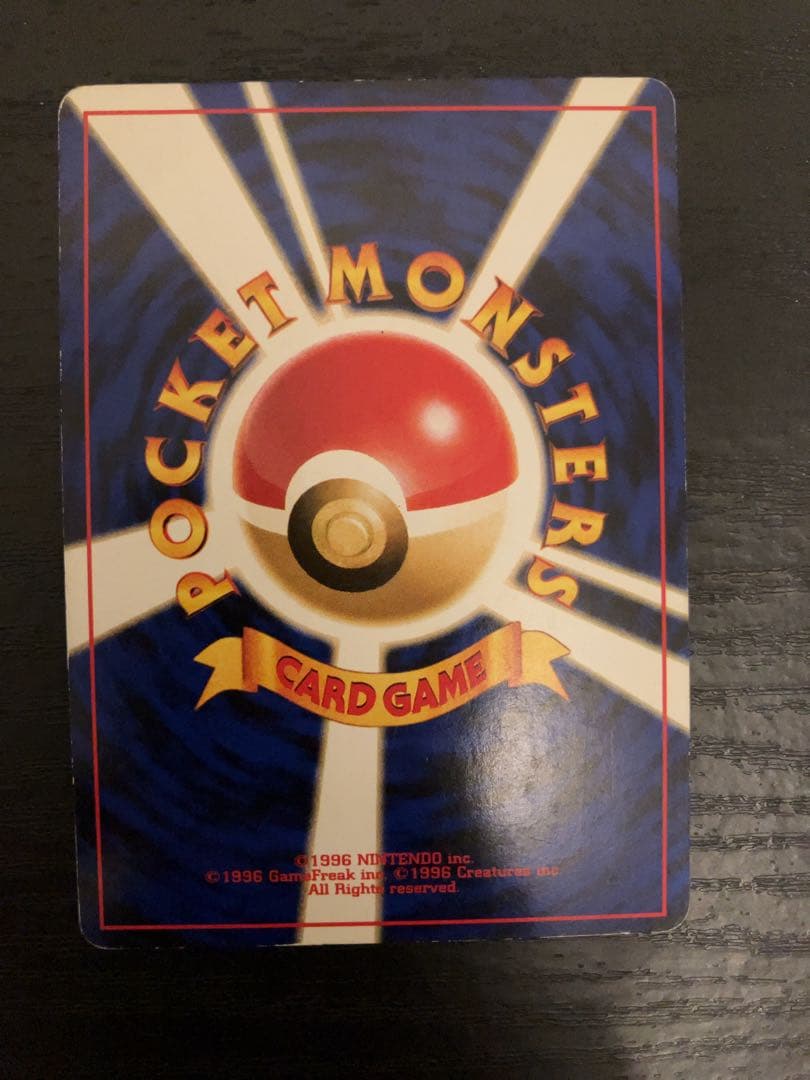 POCKET MONSTERS
CARD GAME
©1996 NINTENDO inc.
©1996 GameFreak inc. ©1996 Creatures inc
All Rights reserved.